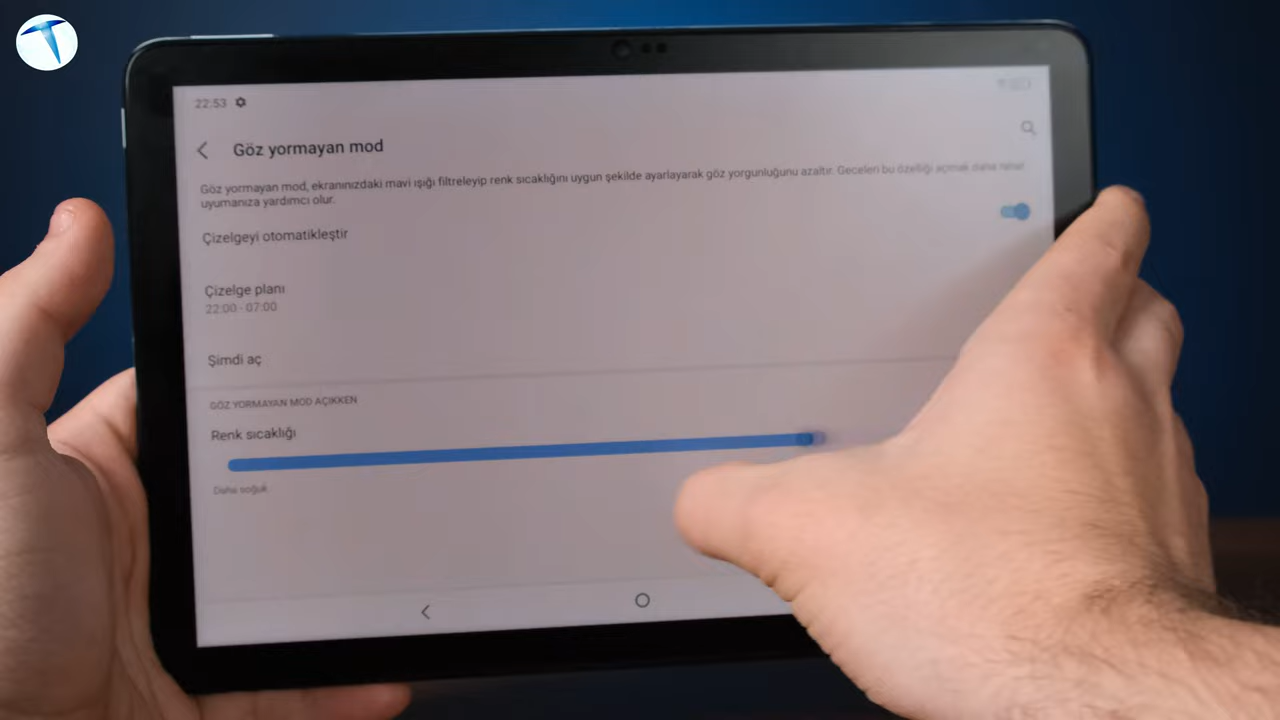 22:53
Göz yormayan mod
Göz yormayan mod, ekranınızdaki mavi ışığı filtreleyip renk sıcaklığını uygun şekilde ayarlayarak göz yorgunluğunu azaltır. Geceleri bu özelliği açmak daha rahat
uyumanıza yardımcı olur.
Çizelgeyi otomatikleştir
Çizelge planı
22:00 - 07:00
Şimdi aç
GÖZ YORMAYAN MOD AÇIKKEN
Renk sıcaklığı
Daha soğuk